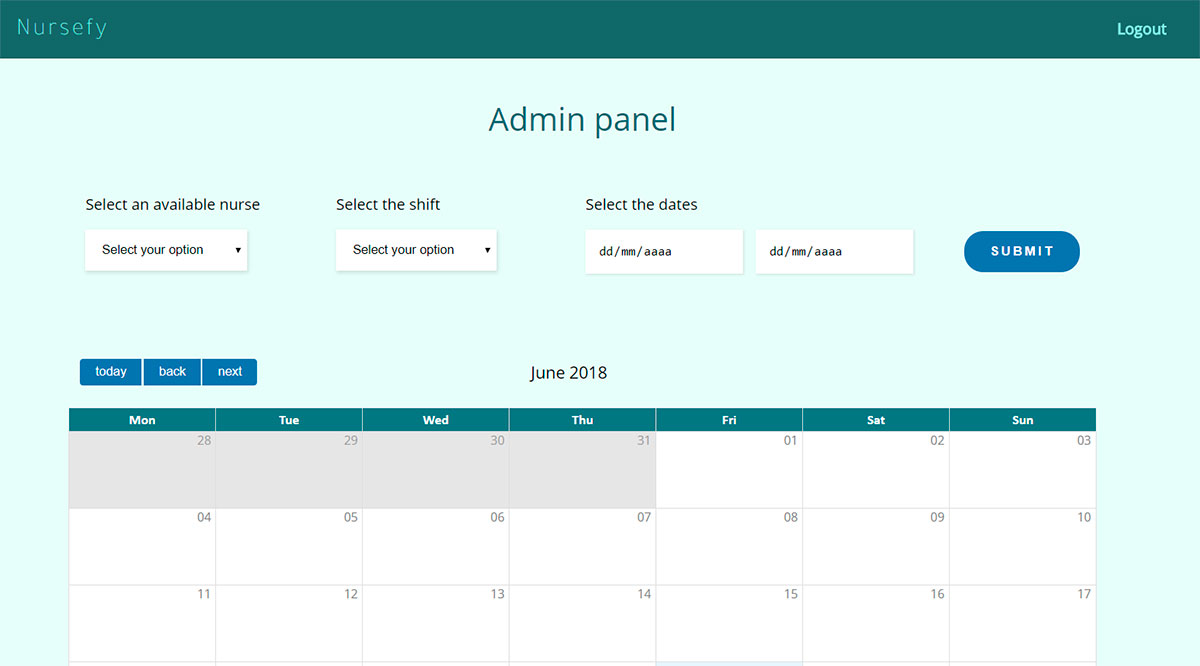 Nursefy
Logout
Admin panel
Select an available nurse
Select the shift
Select the dates
Select your option
Select your option
dd/mm/aaaa
dd/mm/aaaa
SUBMIT
today back next
June 2018
Mon Tue Wed Thu Fri Sat Sun
28 29 30 31 01 02 03
04 05 06 07 08 09 10
11 12 13 14 15 16 17